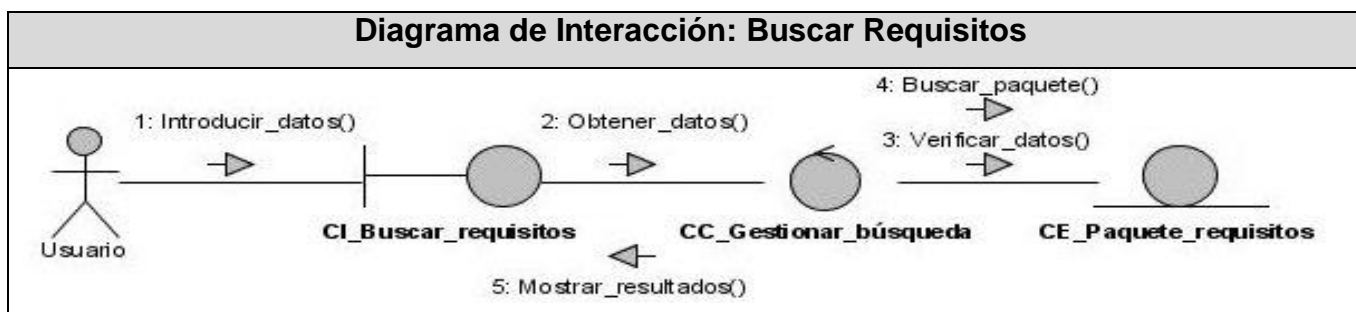 Diagrama de Interacción: Buscar Requisitos
4: Buscar_paquete()
1: Introducir_datos()
2: Obtener_datos()
3: Verificar_datos()
Usuario
CI_Buscar_requisitos
CC_Gestionar_búsqueda
CE_Paquete_requisitos
5: Mostrar_resultados()